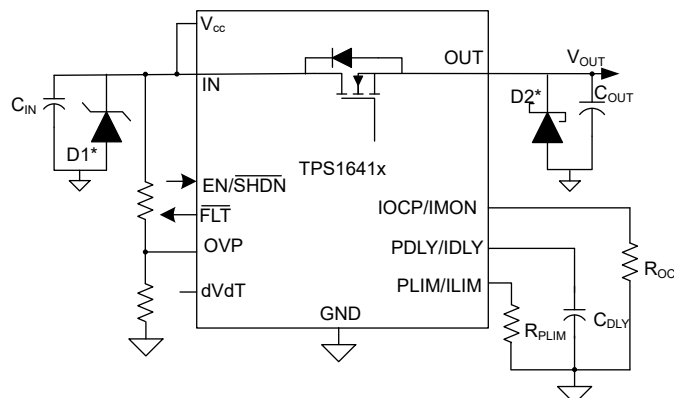 Vcc
IN
OUT
VOUT
CIN
D1*
D2*
COUT
TPS1641x
EN/SHDN
FLT
OVP
dVdT
GND
IOCP/IMON
PDLY/IDLY
PLIM/ILIM
RPLIM
CDLY
ROC